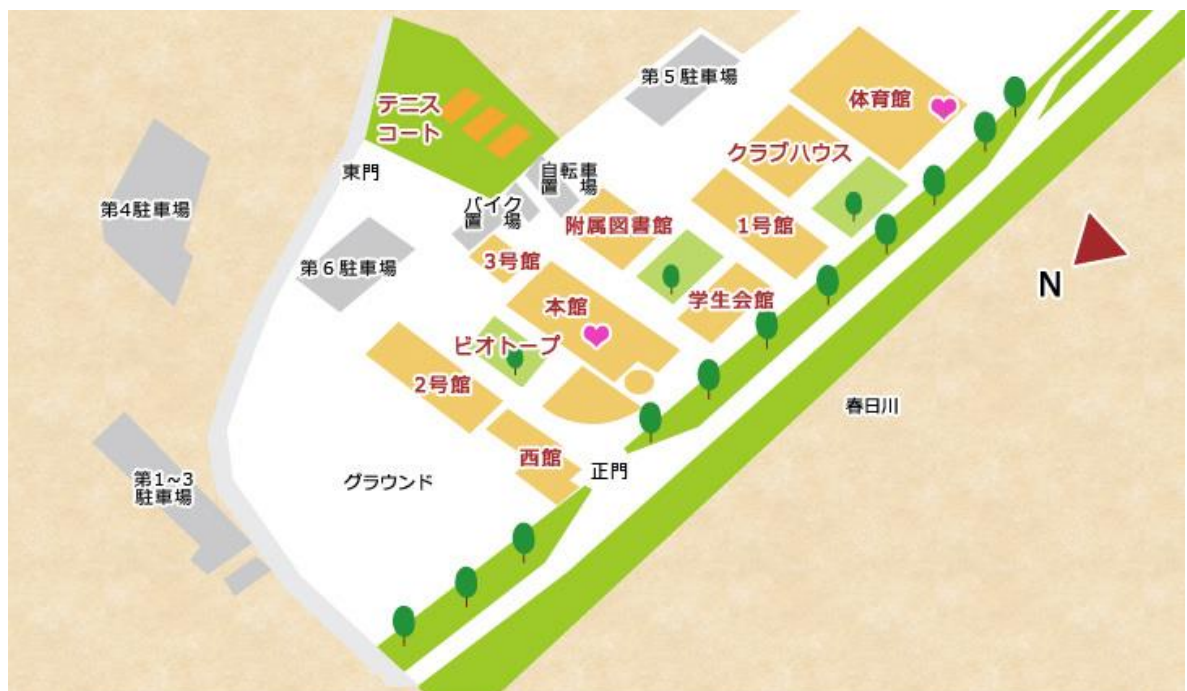 第５駐車場
体育館
テニス
コート
クラブハウス
東門
自転車
置　場
第4駐車場
バイク
置　場
附属図書館
1号館
3号館
第６駐車場
N
学生会館
本館
ビオトープ
2号館
春日川
西館
正門
第1~3
駐車場
グラウンド